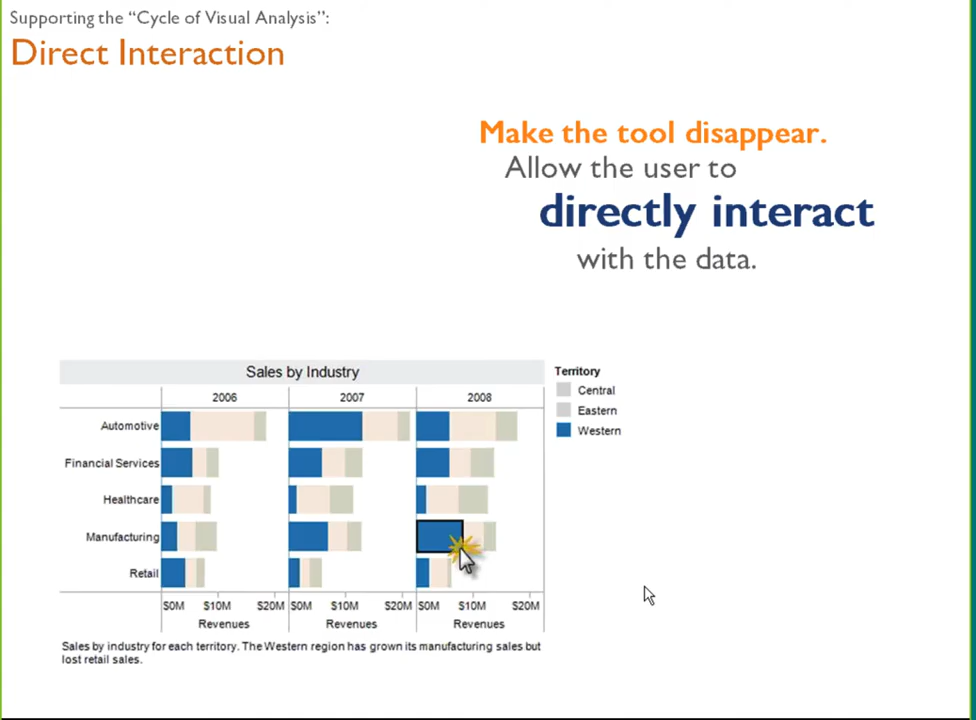 Supporting the “Cycle of Visual Analysis”:
Direct Interaction
Make the tool disappear.
Allow the user to
directly interact
with the data.
Sales by Industry
2006 2007 2008
Automotive
Financial Services
Healthcare
Manufacturing
Retail
$0M $10M $20M $0M $10M $20M $0M $10M $20M
Revenues Revenues Revenues
Territory
Central
Eastern
Western
Sales by industry for each territory. The Western region has grown its manufacturing sales but
lost retail sales.